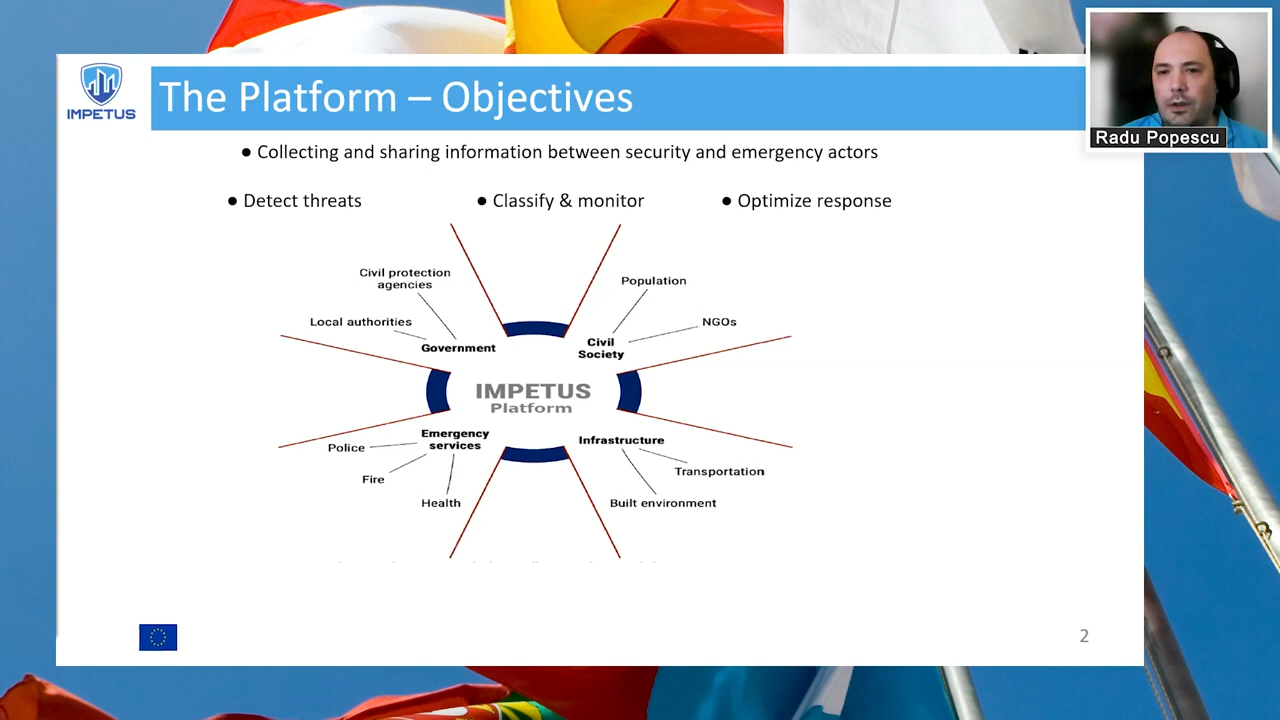 IMPETUS
The Platform – Objectives
Radu Popescu
● Collecting and sharing information between security and emergency actors
● Detect threats
● Classify & monitor
● Optimize response
Civil protection
agencies
Local authorities
Government
Population
NGOs
Civil
Society
IMPETUS
Platform
Emergency
services
Police
Fire
Health
Infrastructure
Transportation
Built environment
2